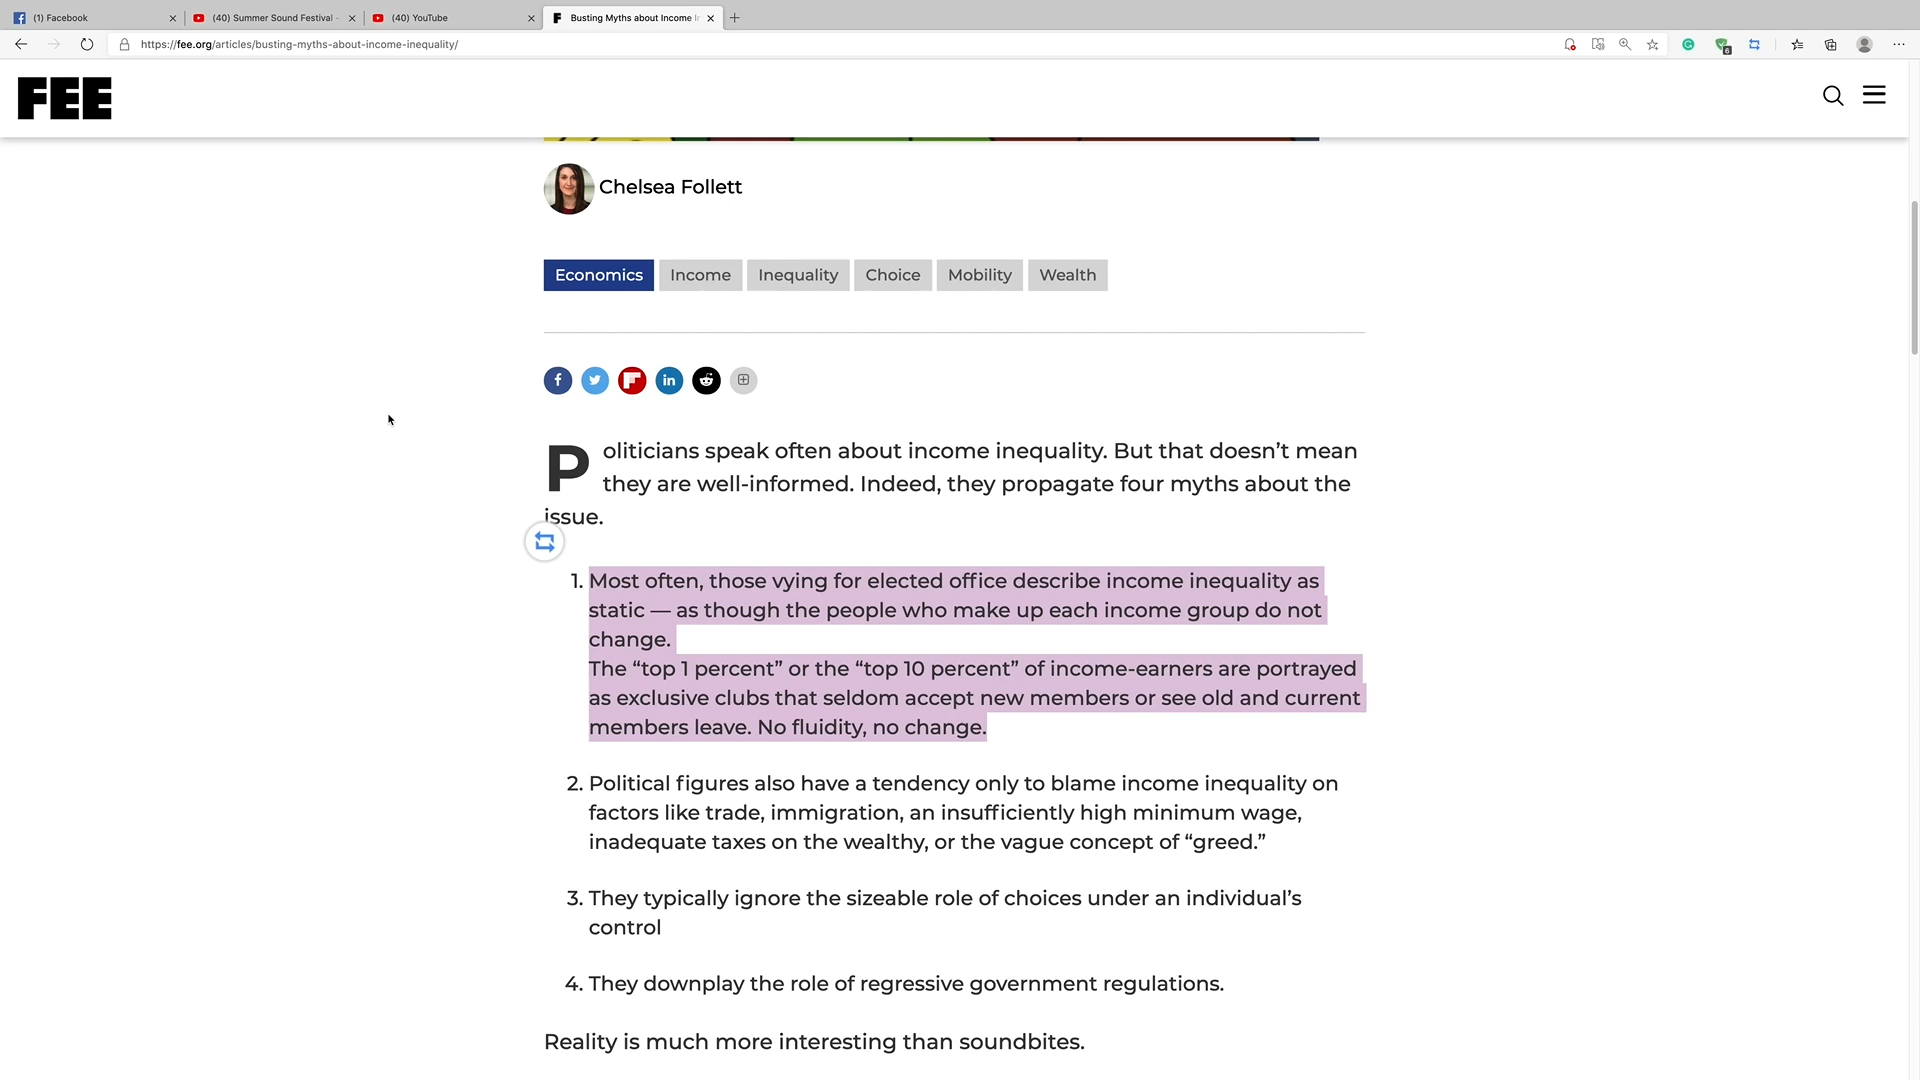 (1) Facebook
(40) Summer Sound Festival -
(40) YouTube
Busting Myths about Income I
https://fee.org/articles/busting-myths-about-income-inequality/
6
FEE
Chelsea Follett
Economics
Income
Inequality
Choice
Mobility
Wealth
Politicians speak often about income inequality. But that doesn’t mean
they are well-informed. Indeed, they propagate four myths about the
issue.
1. Most often, those vying for elected office describe income inequality as
static — as though the people who make up each income group do not
change.
The “top 1 percent” or the “top 10 percent” of income-earners are portrayed
as exclusive clubs that seldom accept new members or see old and current
members leave. No fluidity, no change.
2. Political figures also have a tendency only to blame income inequality on
factors like trade, immigration, an insufficiently high minimum wage,
inadequate taxes on the wealthy, or the vague concept of “greed.”
3. They typically ignore the sizeable role of choices under an individual’s
control
4. They downplay the role of regressive government regulations.
Reality is much more interesting than soundbites.